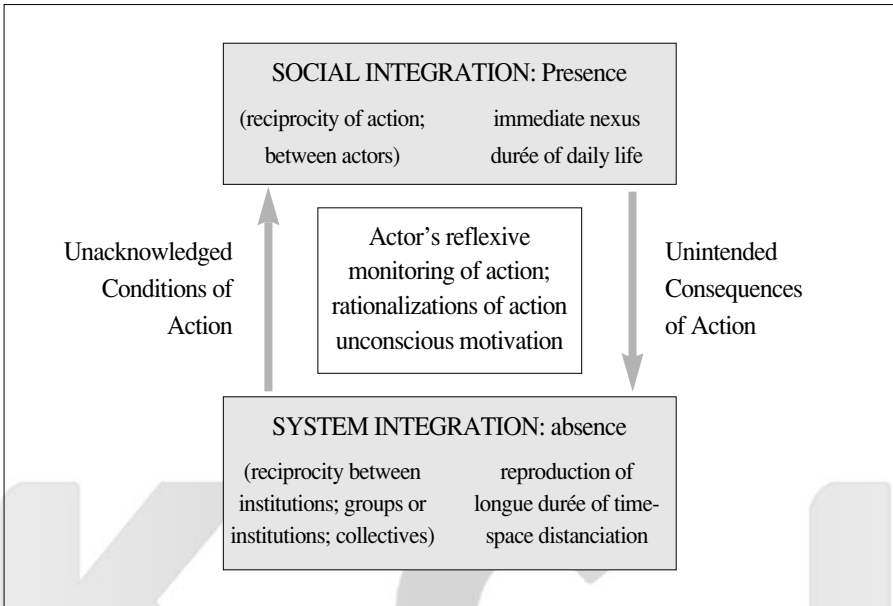 SOCIAL INTEGRATION: Presence
(reciprocity of action;
between actors)
immediate nexus
durée of daily life
Unacknowledged
Conditions of
Action
Actor’s reflexive
monitoring of action;
rationalizations of action
unconscious motivation
Unintended
Consequences
of Action
SYSTEM INTEGRATION: absence
(reciprocity between
institutions; groups or
institutions; collectives)
reproduction of
longue durée of time-
space distanciation